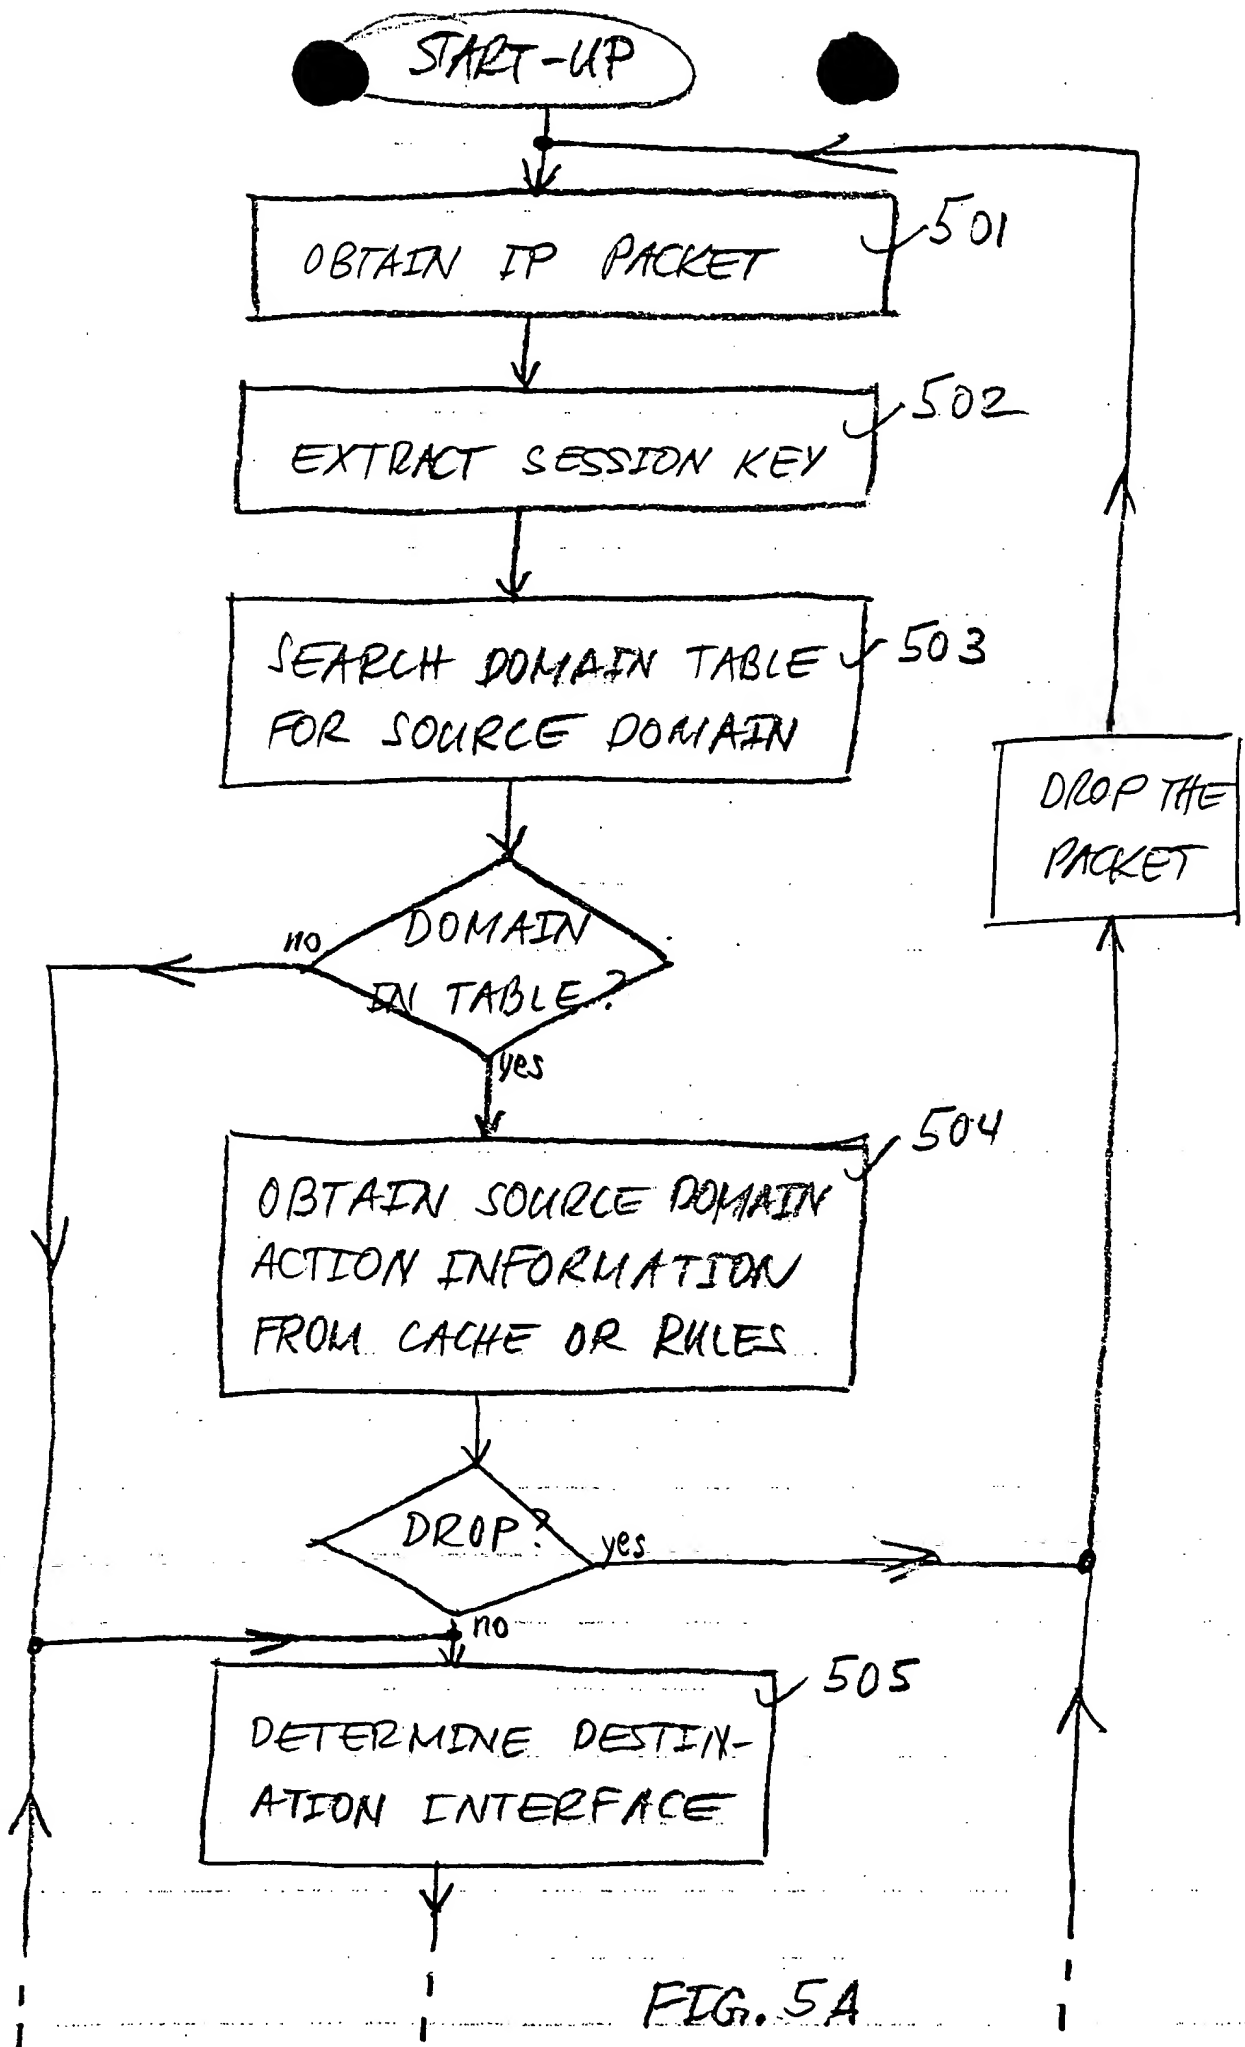 START-UP
OBTAIN IP PACKET
501
EXTRACT SESSION KEY
502
SEARCH DOMAIN TABLE
FOR SOURCE DOMAIN
503
DROP THE
PACKET
DOMAIN
IN TABLE?
no
yes
504
OBTAIN SOURCE DOMAIN
ACTION INFORMATION
FROM CACHE OR RULES
DROP?
yes
no
505
DETERMINE DESTIN-
ATION INTERFACE
FIG. 5A